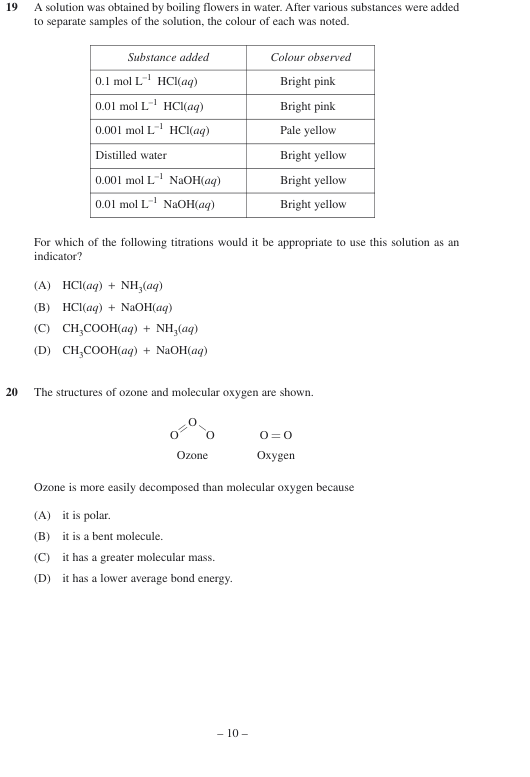 19 A solution was obtained by boiling flowers in water. After various substances were added
to separate samples of the solution, the colour of each was noted.
Substance added Colour observed
0.1 mol L⁻¹ HCl(aq) Bright pink
0.01 mol L⁻¹ HCl(aq) Bright pink
0.001 mol L⁻¹ HCl(aq) Pale yellow
Distilled water Bright yellow
0.001 mol L⁻¹ NaOH(aq) Bright yellow
0.01 mol L⁻¹ NaOH(aq) Bright yellow
For which of the following titrations would it be appropriate to use this solution as an
indicator?
(A) HCl(aq) + NH₃(aq)
(B) HCl(aq) + NaOH(aq)
(C) CH₃COOH(aq) + NH₃(aq)
(D) CH₃COOH(aq) + NaOH(aq)
20 The structures of ozone and molecular oxygen are shown.
O
O O O = O
Ozone Oxygen
Ozone is more easily decomposed than molecular oxygen because
(A) it is polar.
(B) it is a bent molecule.
(C) it has a greater molecular mass.
(D) it has a lower average bond energy.
– 10 –